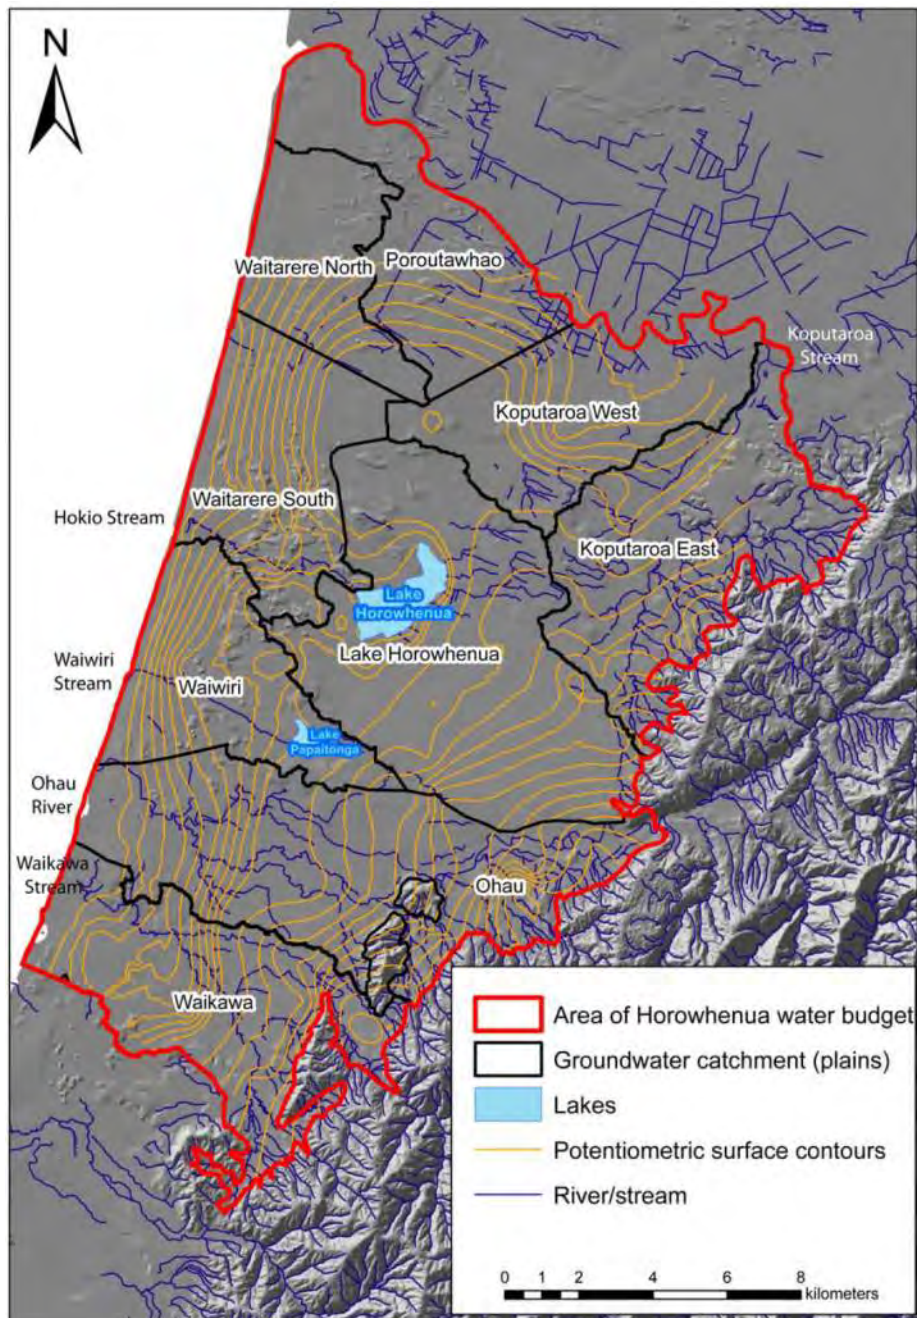 N
Waitarere North
Poroutawhao
Koputaroa
Stream
Koputaroa West
Waitarere South
Hokio Stream
Koputaroa East
Lake
Horowhenua
Lake Horowhenua
Waiwiri
Stream
Waiwiri
Lake
Papaitonga
Ohau
River
Waikawa
Stream
Ohau
Waikawa
Area of Horowhenua water budget
Groundwater catchment (plains)
Lakes
Potentiometric surface contours
River/stream
0 1 2 4 6 8
kilometers